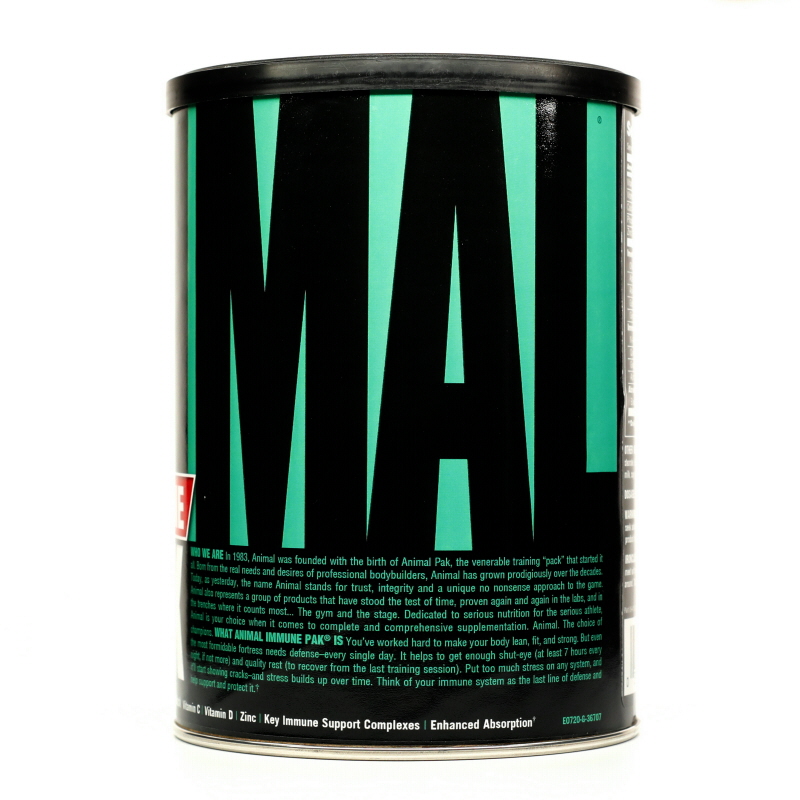 MAL
®
E
WHO WE ARE In 1983, Animal was founded with the birth of Animal Pak, the venerable training "pack" that started it
all. Born from the real needs and desires of professional bodybuilders, Animal has grown prodigiously over the decades.
Today, as yesterday, the name Animal stands for trust, integrity and a unique no nonsense approach to the game.
Animal also represents a group of products that have stood the test of time, proven again and again in the labs, and in
the trenches where it counts most... The gym and the stage. Dedicated to serious nutrition for the serious athlete,
Animal is your choice when it comes to complete and comprehensive supplementation. Animal. The choice of
champions. WHAT ANIMAL IMMUNE PAK® IS You've worked hard to make your body lean, fit, and strong. But even
the most formidable fortress needs defense–every single day. It helps to get enough shut-eye (at least 7 hours every
night, if not more) and quality rest (to recover from the last training session). Put too much stress on any system, and
it'll start shewing cracks–and stress builds up over time. Think of your immune system as the last line of defense and
help support and protect it.†
Vitamin C | Vitamin D | Zinc | Key Immune Support Complexes | Enhanced Absorption†
E0720-G-36707